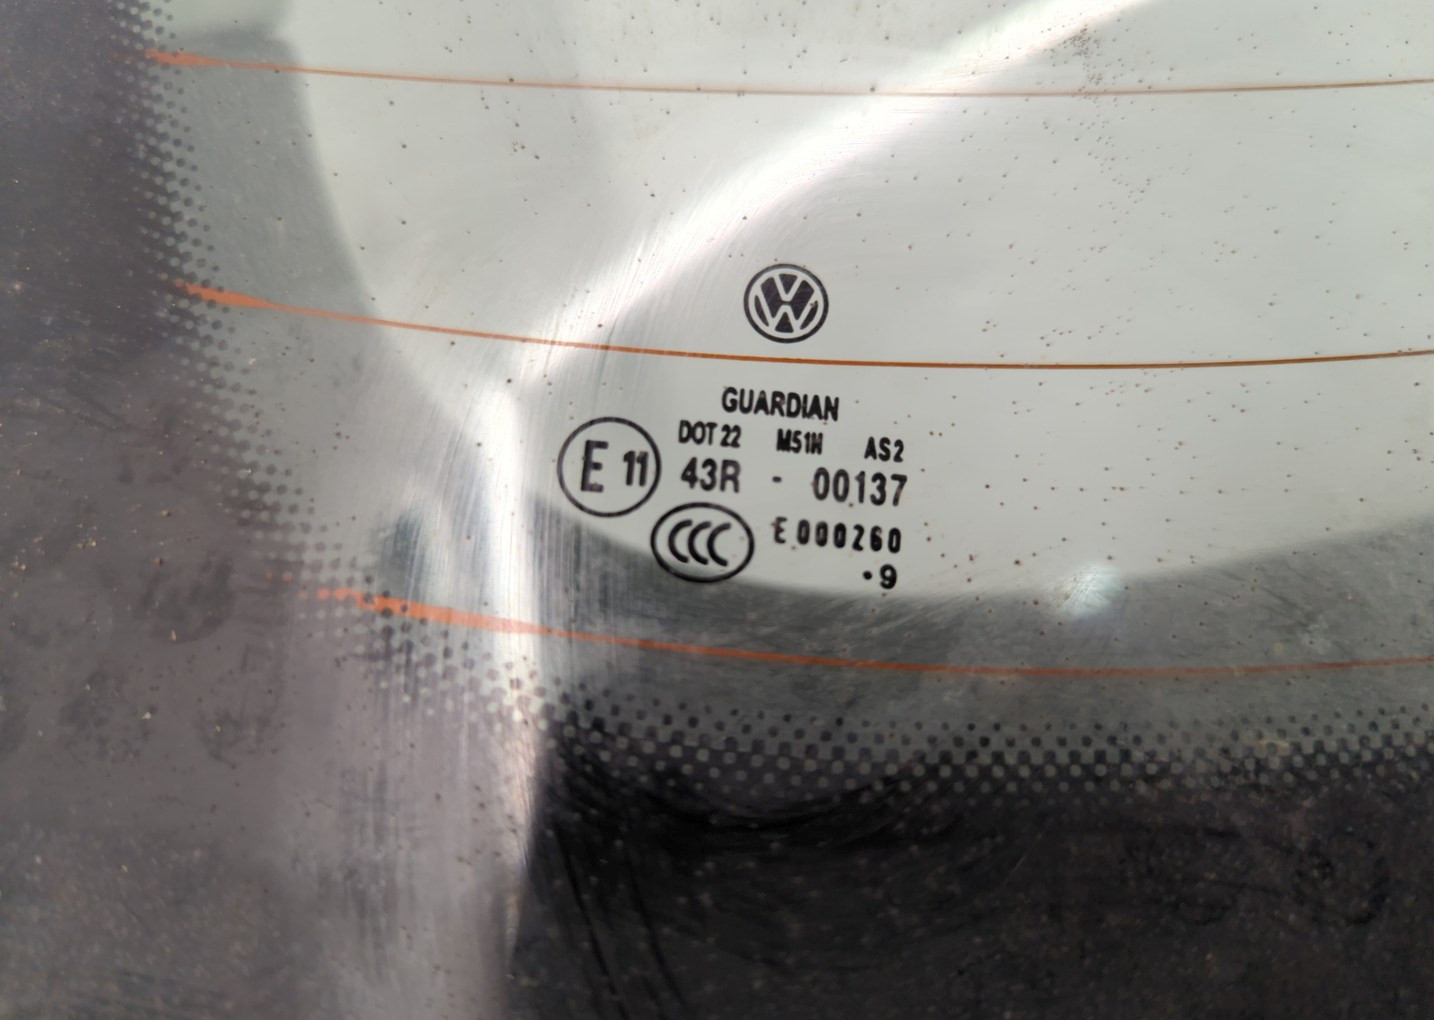 GUARDIAN
DOT 22 M51H AS2
E 11 43R - 00137
CCC E 000260
·9